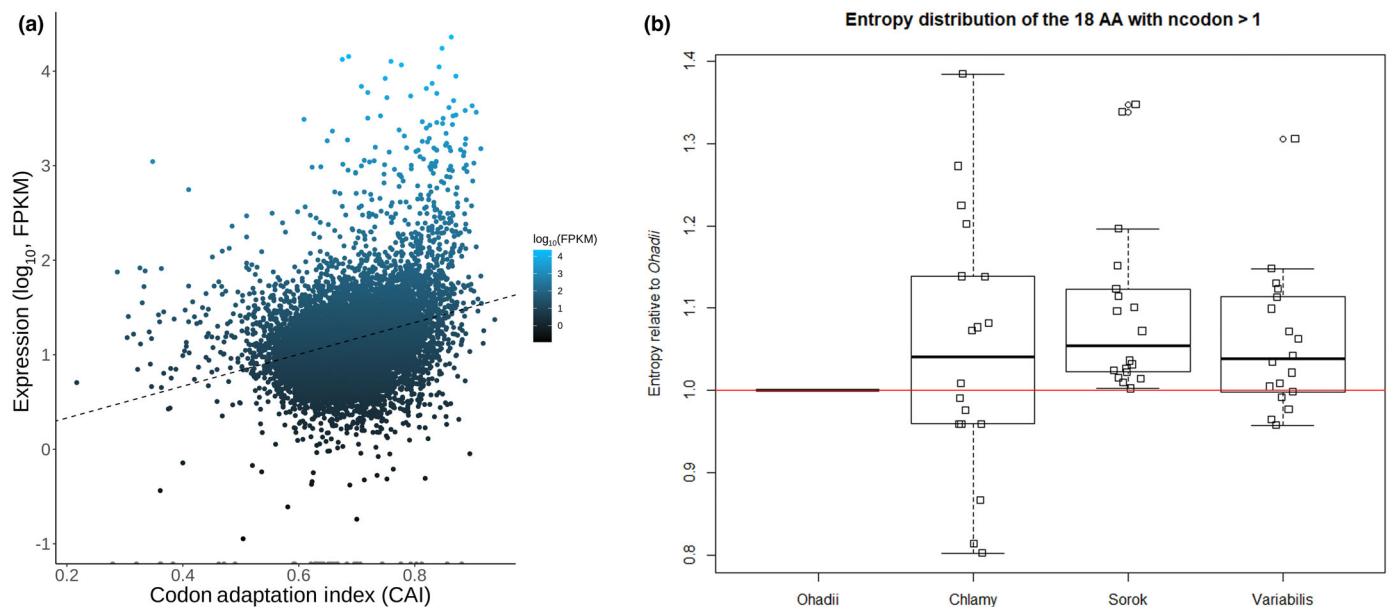 (a)
Expression (log10, FPKM)
4
3
2
1
0
-1
0.2 0.4 0.6 0.8
Codon adaptation index (CAI)
log10(FPKM)
4
3
2
1
0
(b)
Entropy distribution of the 18 AA with ncodon > 1
Entropy relative to Ohadii
1.4
1.3
1.2
1.1
1.0
0.9
0.8
Ohadii Chlamy Sorok Variabilis